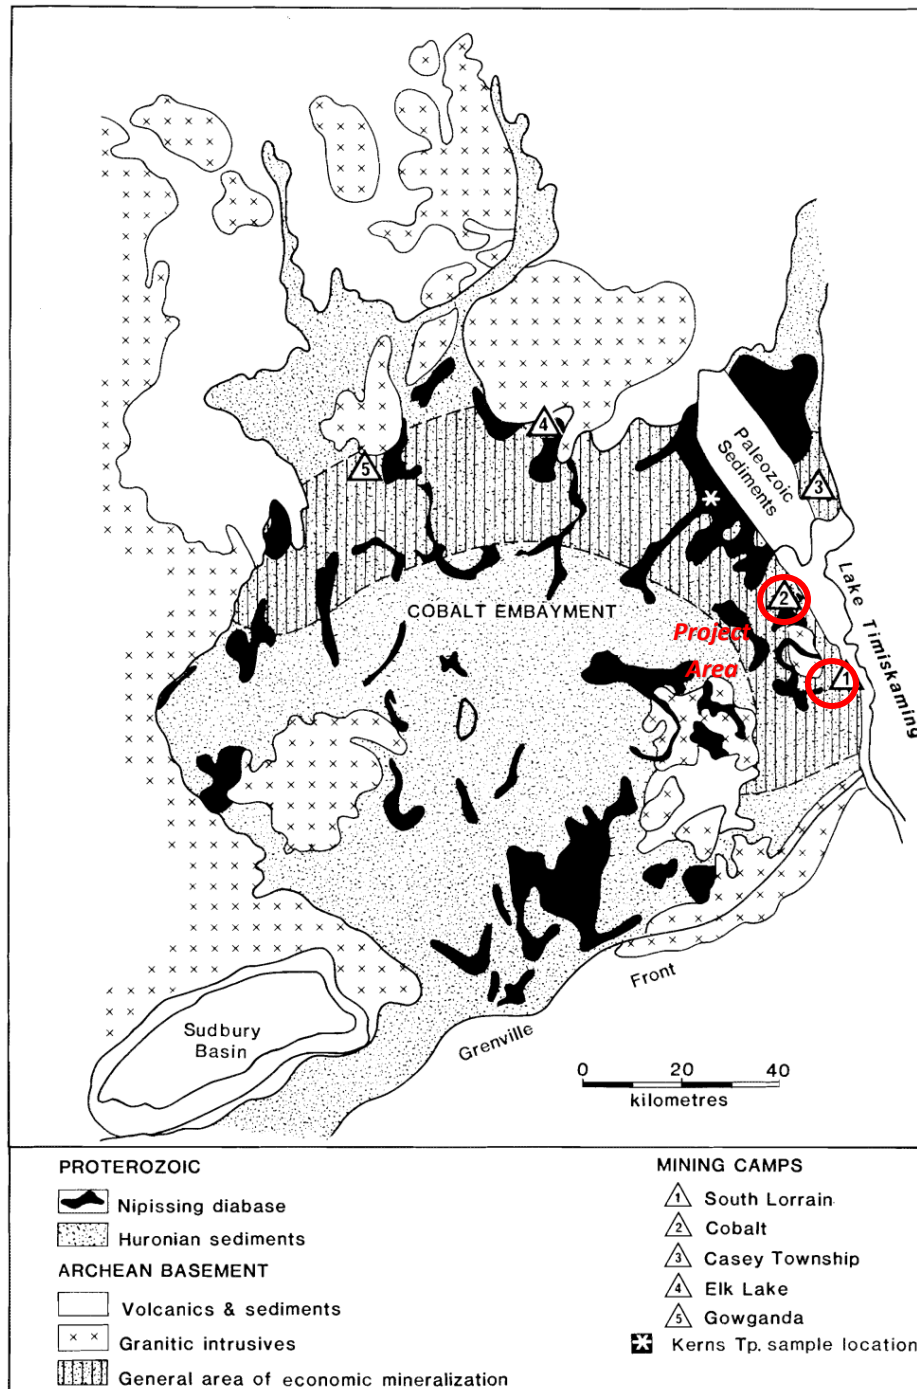 4
5
Paleozoic
Sediments
3
COBALT EMBAYMENT
2
Lake Timiskaming
Project
Area
1
Sudbury
Basin
Grenville
Front
0 20 40
kilometres
PROTEROZOIC
Nipissing diabase
Huronian sediments
ARCHEAN BASEMENT
Volcanics & sediments
Granitic intrusives
General area of economic mineralization
MINING CAMPS
1 South Lorrain
2 Cobalt
3 Casey Township
4 Elk Lake
5 Gowganda
Kerns Tp. sample location